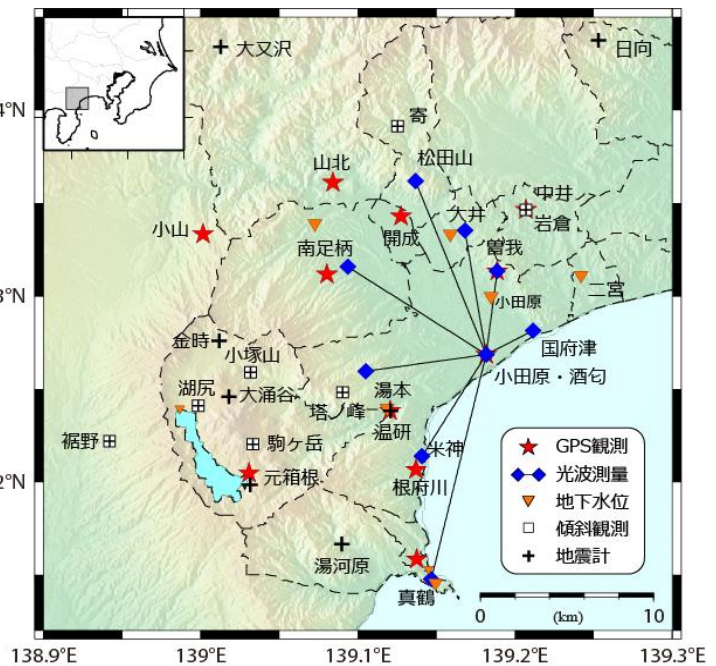 大又沢
日向
4°N
寄
松田山
山北
中井
大井
岩倉
小山
開成
曽我
南足柄
二宮
3°N
小田原
国府津
金時
小塚山
小田原・酒匂
湖尻
大涌谷
湯本
塔ノ峰
温研
裾野
駒ヶ岳
米神
元箱根
根府川
2°N
湯河原
真鶴
GPS観測
光波測量
地下水位
傾斜観測
地震計
0
(km)
10
138.9°E
139°E
139.1°E
139.2°E
139.3°E